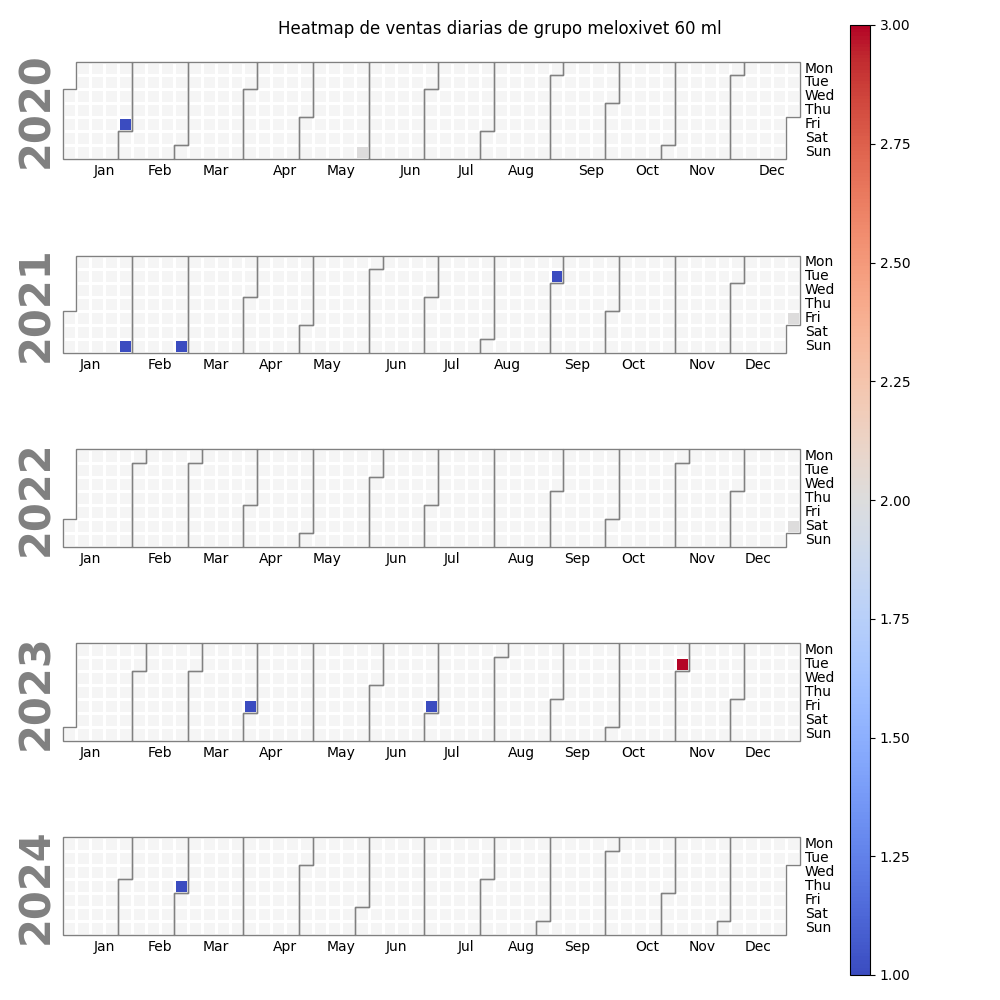 Heatmap de ventas diarias de grupo meloxivet 60 ml
2020
Mon
Tue
Wed
Thu
Fri
Sat
Sun
Jan Feb Mar Apr May Jun Jul Aug Sep Oct Nov Dec
2021
Mon
Tue
Wed
Thu
Fri
Sat
Sun
Jan Feb Mar Apr May Jun Jul Aug Sep Oct Nov Dec
2022
Mon
Tue
Wed
Thu
Fri
Sat
Sun
Jan Feb Mar Apr May Jun Jul Aug Sep Oct Nov Dec
2023
Mon
Tue
Wed
Thu
Fri
Sat
Sun
Jan Feb Mar Apr May Jun Jul Aug Sep Oct Nov Dec
2024
Mon
Tue
Wed
Thu
Fri
Sat
Sun
Jan Feb Mar Apr May Jun Jul Aug Sep Oct Nov Dec
3.00
2.75
2.50
2.25
2.00
1.75
1.50
1.25
1.00